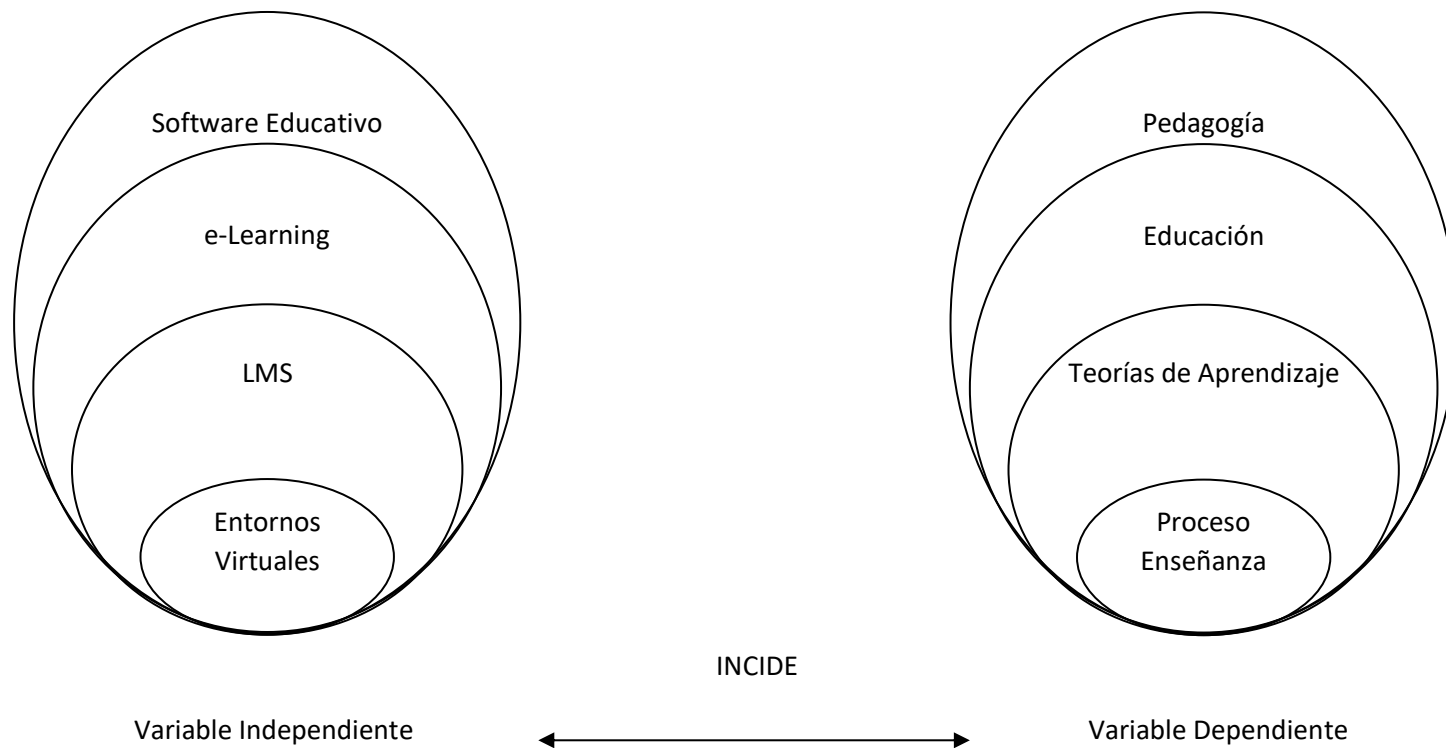 Software Educativo
e-Learning
LMS
Entornos
Virtuales
Pedagogía
Educación
Teorías de Aprendizaje
Proceso
Enseñanza
INCIDE
Variable Independiente
Variable Dependiente